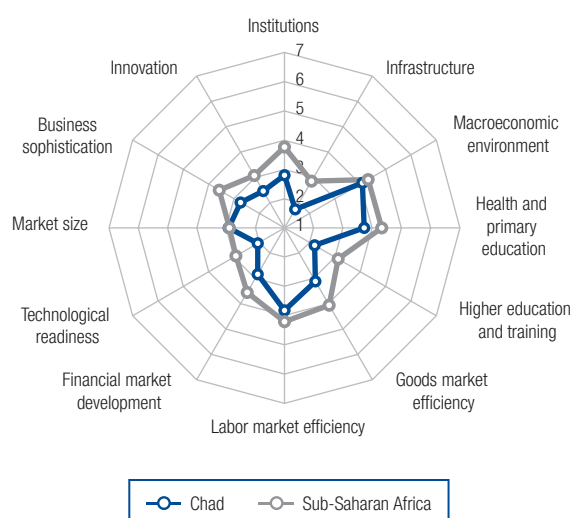 Institutions
7
6
5
4
3
2
1
Infrastructure
Macroeconomic
environment
Health and
primary
education
Higher education
and training
Goods market
efficiency
Labor market efficiency
Financial market
development
Technological
readiness
Market size
Business
sophistication
Innovation
Chad
Sub-Saharan Africa